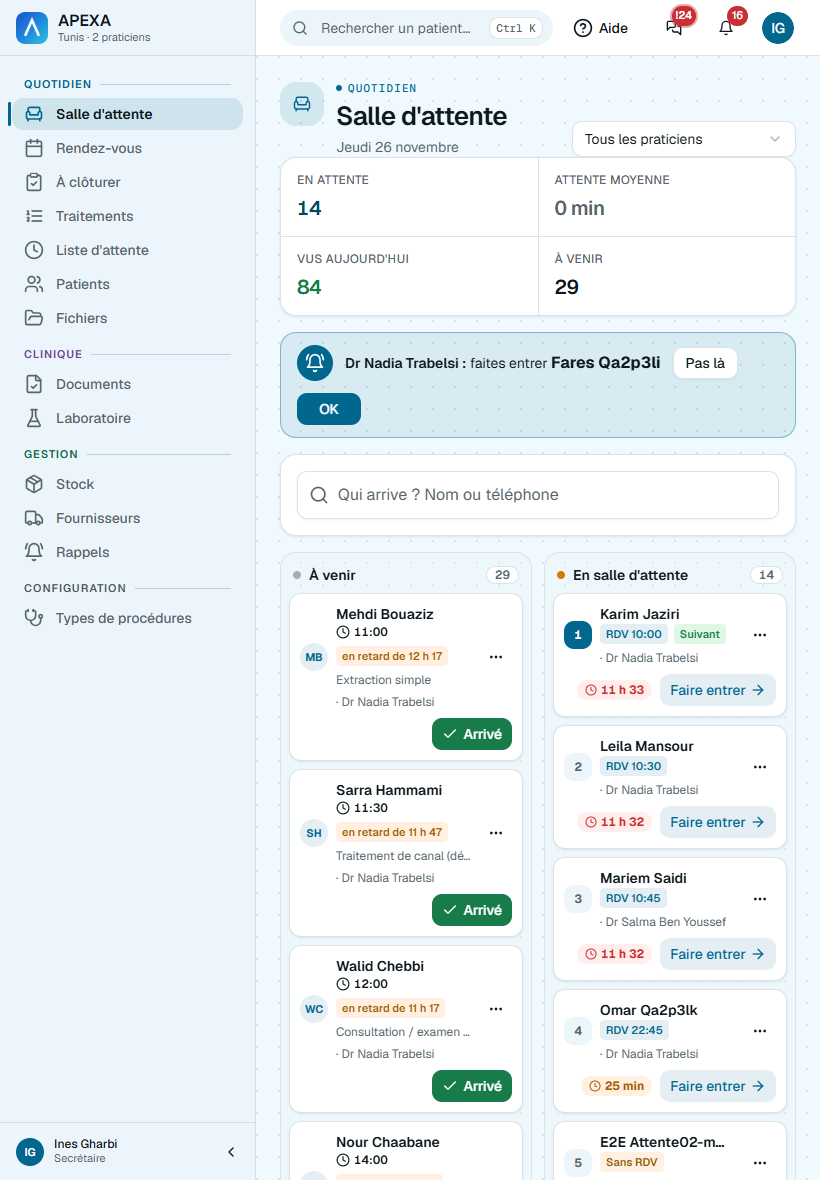 APEXA
Tunis · 2 praticiens
QUOTIDIEN
Salle d'attente
Rendez-vous
À clôturer
Traitements
Liste d'attente
Patients
Fichiers
CLINIQUE
Documents
Laboratoire
GESTION
Stock
Fournisseurs
Rappels
CONFIGURATION
Types de procédures
Ines Gharbi
Secrétaire
IG
Rechercher un patient…
Ctrl K
Aide
124
16
IG
QUOTIDIEN
Salle d'attente
Jeudi 26 novembre
Tous les praticiens
EN ATTENTE
14
ATTENTE MOYENNE
0 min
VUS AUJOURD'HUI
84
À VENIR
29
Dr Nadia Trabelsi : faites entrer Fares Qa2p3li
Pas là
OK
Qui arrive ? Nom ou téléphone
À venir
29
Mehdi Bouaziz
11:00
MB
en retard de 12 h 17
Extraction simple
· Dr Nadia Trabelsi
Arrivé
Sarra Hammami
11:30
SH
en retard de 11 h 47
Traitement de canal (dé…
· Dr Nadia Trabelsi
Arrivé
Walid Chebbi
12:00
WC
en retard de 11 h 17
Consultation / examen …
· Dr Nadia Trabelsi
Arrivé
Nour Chaabane
14:00
En salle d'attente
14
1
Karim Jaziri
RDV 10:00
Suivant
· Dr Nadia Trabelsi
11 h 33
Faire entrer
2
Leila Mansour
RDV 10:30
· Dr Nadia Trabelsi
11 h 32
Faire entrer
3
Mariem Saidi
RDV 10:45
· Dr Salma Ben Youssef
11 h 32
Faire entrer
4
Omar Qa2p3lk
RDV 22:45
· Dr Nadia Trabelsi
25 min
Faire entrer
5
E2E Attente02-m…
Sans RDV